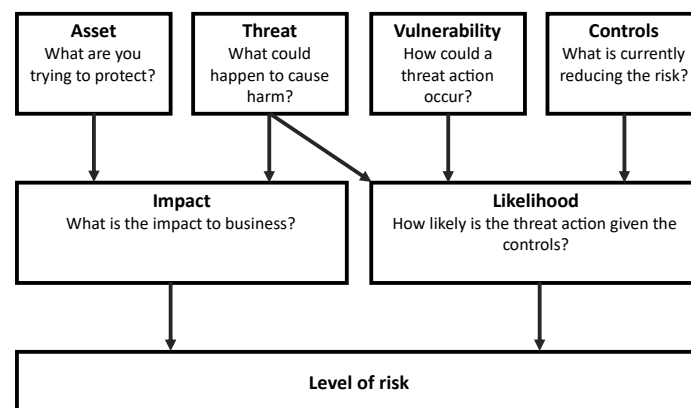 Asset
What are you
trying to protect?
Threat
What could
happen to cause
harm?
Vulnerability
How could a
threat action
occur?
Controls
What is currently
reducing the risk?
Impact
What is the impact to business?
Likelihood
How likely is the threat action given the
controls?
Level of risk